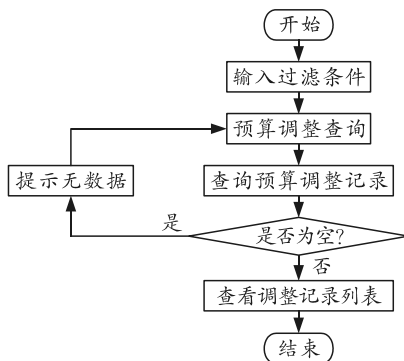 开始
输入过滤条件
预算调整查询
提示无数据
查询预算调整记录
是
是否为空?
否
查看调整记录列表
结束